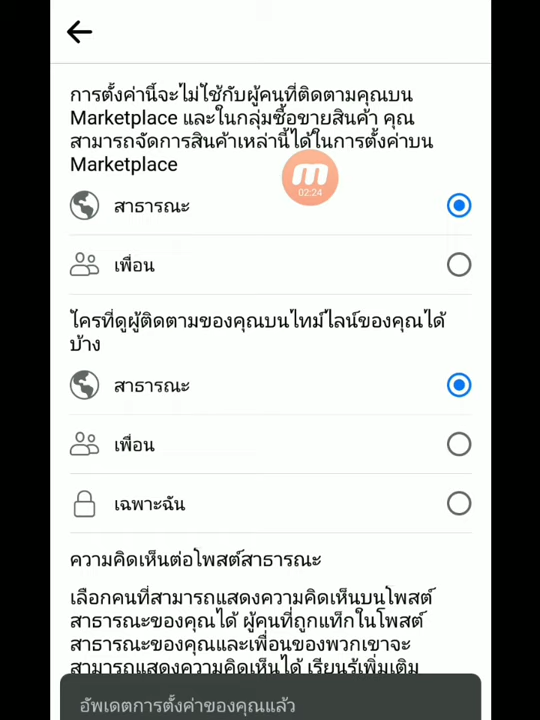 การตั้งค่านี้จะไม่ใช้กับผู้คนที่ติดตามคุณบน
Marketplace และในกลุ่มซื้อขายสินค้า คุณ
สามารถจัดการสินค้าเหล่านี้ได้ในการตั้งค่าบน
Marketplace
02:24
สาธารณะ
เพื่อน
ใครที่ดูผู้ติดตามของคุณบนไทม์ไลน์ของคุณได้
บ้าง
สาธารณะ
เพื่อน
เฉพาะฉัน
ความคิดเห็นต่อโพสต์สาธารณะ
เลือกคนที่สามารถแสดงความคิดเห็นบนโพสต์
สาธารณะของคุณได้ ผู้คนที่ถูกแท็กในโพสต์
สาธารณะของคุณและเพื่อนของพวกเขาจะ
สามารถแสดงความคิดเห็นได้ เรียนรู้เพิ่มเติม
อัพเดตการตั้งค่าของคุณแล้ว